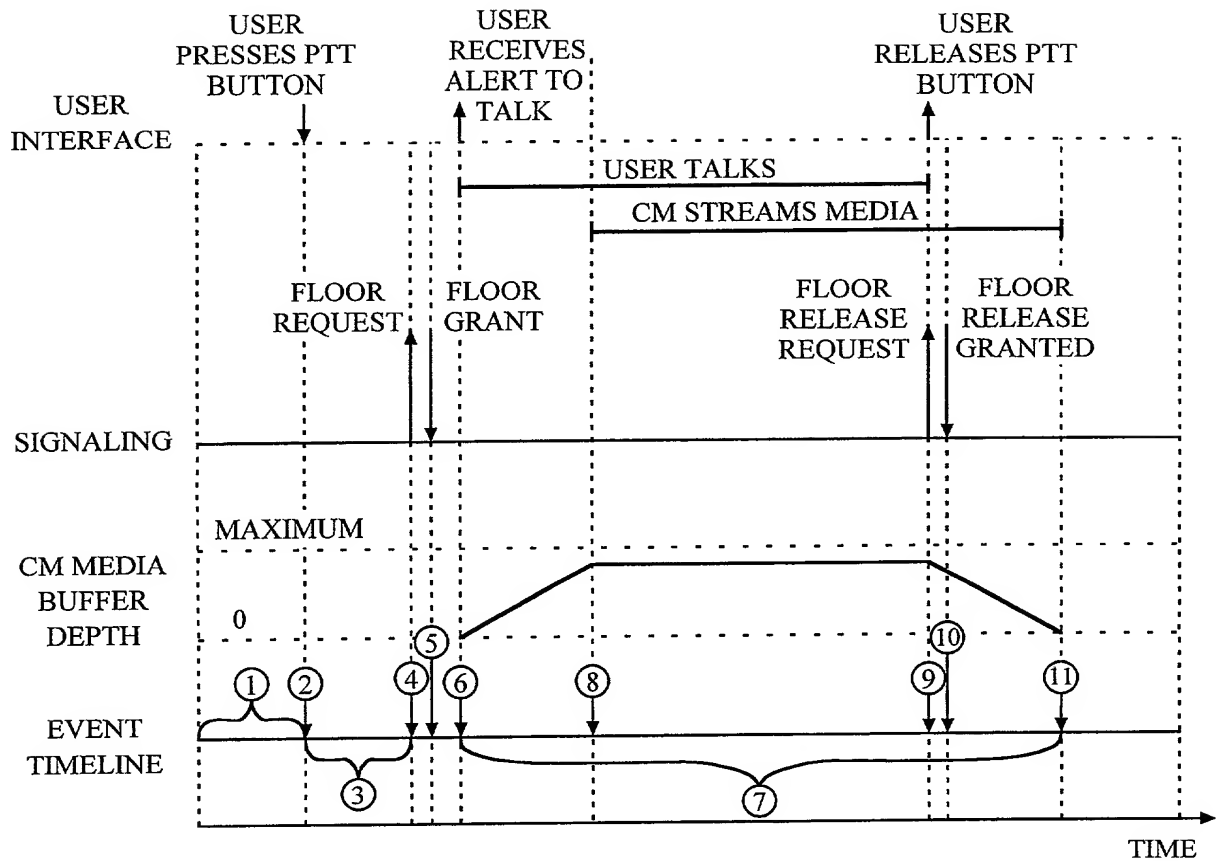 USER
PRESSES PTT
BUTTON
USER
RECEIVES
ALERT TO
TALK
USER
RELEASES PTT
BUTTON
USER
INTERFACE
USER TALKS
CM STREAMS MEDIA
FLOOR
REQUEST
FLOOR
GRANT
FLOOR
RELEASE
REQUEST
FLOOR
RELEASE
GRANTED
SIGNALING
MAXIMUM
CM MEDIA
BUFFER
DEPTH
0
5
10
1
2
4
6
8
9
11
EVENT
TIMELINE
3
7
TIME